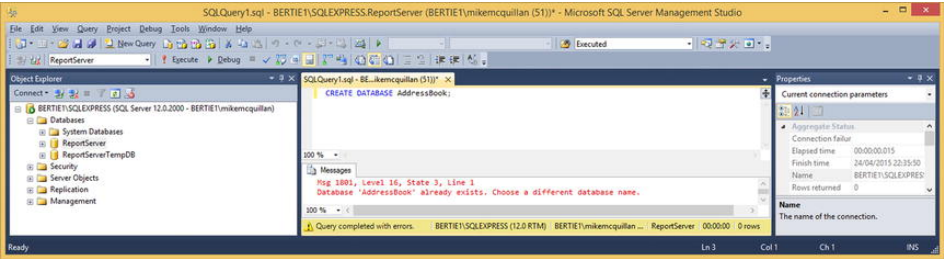 SQLQuery1.sql - BERTIE1\SQLEXPRESS.ReportServer (BERTIE1\mikemcquillan (51))* - Microsoft SQL Server Management Studio
File Edit View Query Project Debug Tools Window Help
New Query Executed
ReportServer Execute Debug
Object Explorer
Connect
BERTIE1\SQLEXPRESS (SQL Server 12.0.2000 - BERTIE1\mikemcquillan)
Databases
System Databases
ReportServer
ReportServerTempDB
Security
Server Objects
Replication
Management
SQLQuery1.sql - BE...ikemcquillan (51))*
CREATE DATABASE AddressBook;
100 %
Messages
Msg 1801, Level 16, State 3, Line 1
Database 'AddressBook' already exists. Choose a different database name.
100 %
Query completed with errors. BERTIE1\SQLEXPRESS (12.0 RTM) BERTIE1\mikemcquillan ... ReportServer 00:00:00 0 rows
Properties
Current connection parameters
Aggregate Status
Connection failur
Elapsed time 00:00:00.015
Finish time 24/04/2015 22:35:50
Name BERTIE1\SQLEXPRES
Rows returned 0
Name
The name of the connection.
Ready Ln 3 Col 1 Ch 1 INS